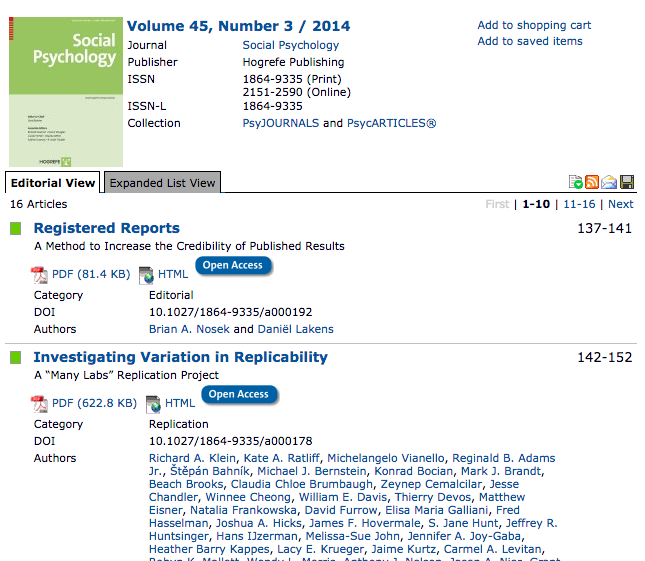 Social
Psychology
HOGREFE
Volume 45, Number 3 / 2014
Journal Social Psychology
Publisher Hogrefe Publishing
ISSN 1864-9335 (Print)
2151-2590 (Online)
ISSN-L 1864-9335
Collection PsyJOURNALS and PsycARTICLES®
Add to shopping cart
Add to saved items
Editorial View Expanded List View
16 Articles First | 1-10 | 11-16 | Next
Registered Reports 137-141
A Method to Increase the Credibility of Published Results
PDF (81.4 KB) HTML Open Access
Category Editorial
DOI 10.1027/1864-9335/a000192
Authors Brian A. Nosek and Daniël Lakens
Investigating Variation in Replicability 142-152
A “Many Labs” Replication Project
PDF (622.8 KB) HTML Open Access
Category Replication
DOI 10.1027/1864-9335/a000178
Authors Richard A. Klein, Kate A. Ratliff, Michelangelo Vianello, Reginald B. Adams
Jr., Štěpán Bahník, Michael J. Bernstein, Konrad Bocian, Mark J. Brandt,
Beach Brooks, Claudia Chloe Brumbaugh, Zeynep Cemalcilar, Jesse
Chandler, Winnee Cheong, William E. Davis, Thierry Devos, Matthew
Eisner, Natalia Frankowska, David Furrow, Elisa Maria Galliani, Fred
Hasselman, Joshua A. Hicks, James F. Hovermale, S. Jane Hunt, Jeffrey R.
Huntsinger, Hans IJzerman, Melissa-Sue John, Jennifer A. Joy-Gaba,
Heather Barry Kappes, Lacy E. Krueger, Jaime Kurtz, Carmel A. Levitan,